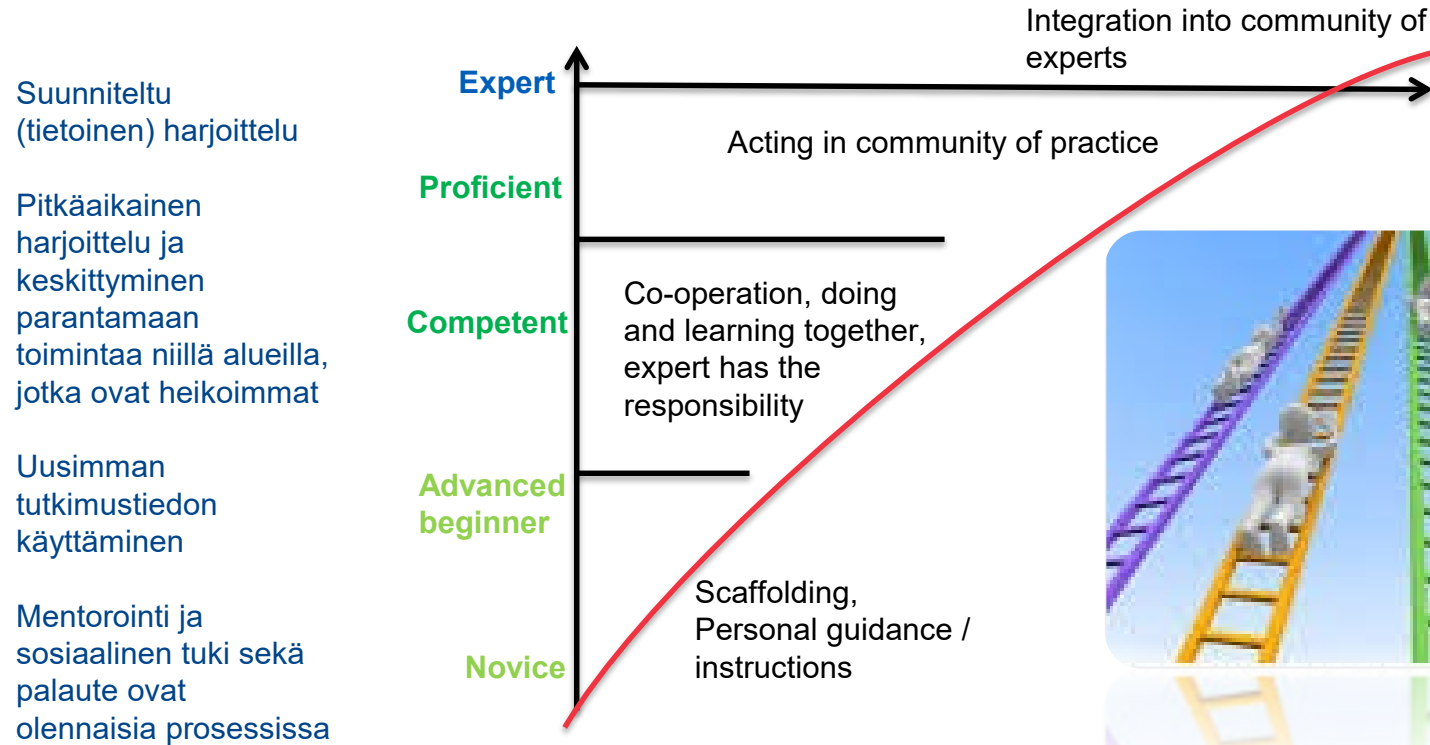 Suunniteltu
(tietoinen) harjoittelu
Pitkäaikainen
harjoittelu ja
keskittyminen
parantamaan
toimintaa niillä alueilla,
jotka ovat heikoimmat
Uusimman
tutkimustiedon
käyttäminen
Mentorointi ja
sosiaalinen tuki sekä
palaute ovat
olennaisia prosessissa
Expert
Proficient
Competent
Advanced
beginner
Novice
Integration into community of
experts
Acting in community of practice
Co-operation, doing
and learning together,
expert has the
responsibility
Scaffolding,
Personal guidance /
instructions